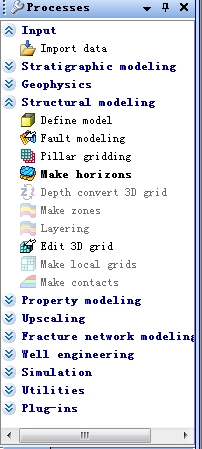 Processes
Input
Import data
Stratigraphic modeling
Geophysics
Structural modeling
Define model
Fault modeling
Pillar gridding
Make horizons
Depth convert 3D grid
Make zones
Layering
Edit 3D grid
Make local grids
Make contacts
Property modeling
Upscaling
Fracture network modeling
Well engineering
Simulation
Utilities
Plug-ins